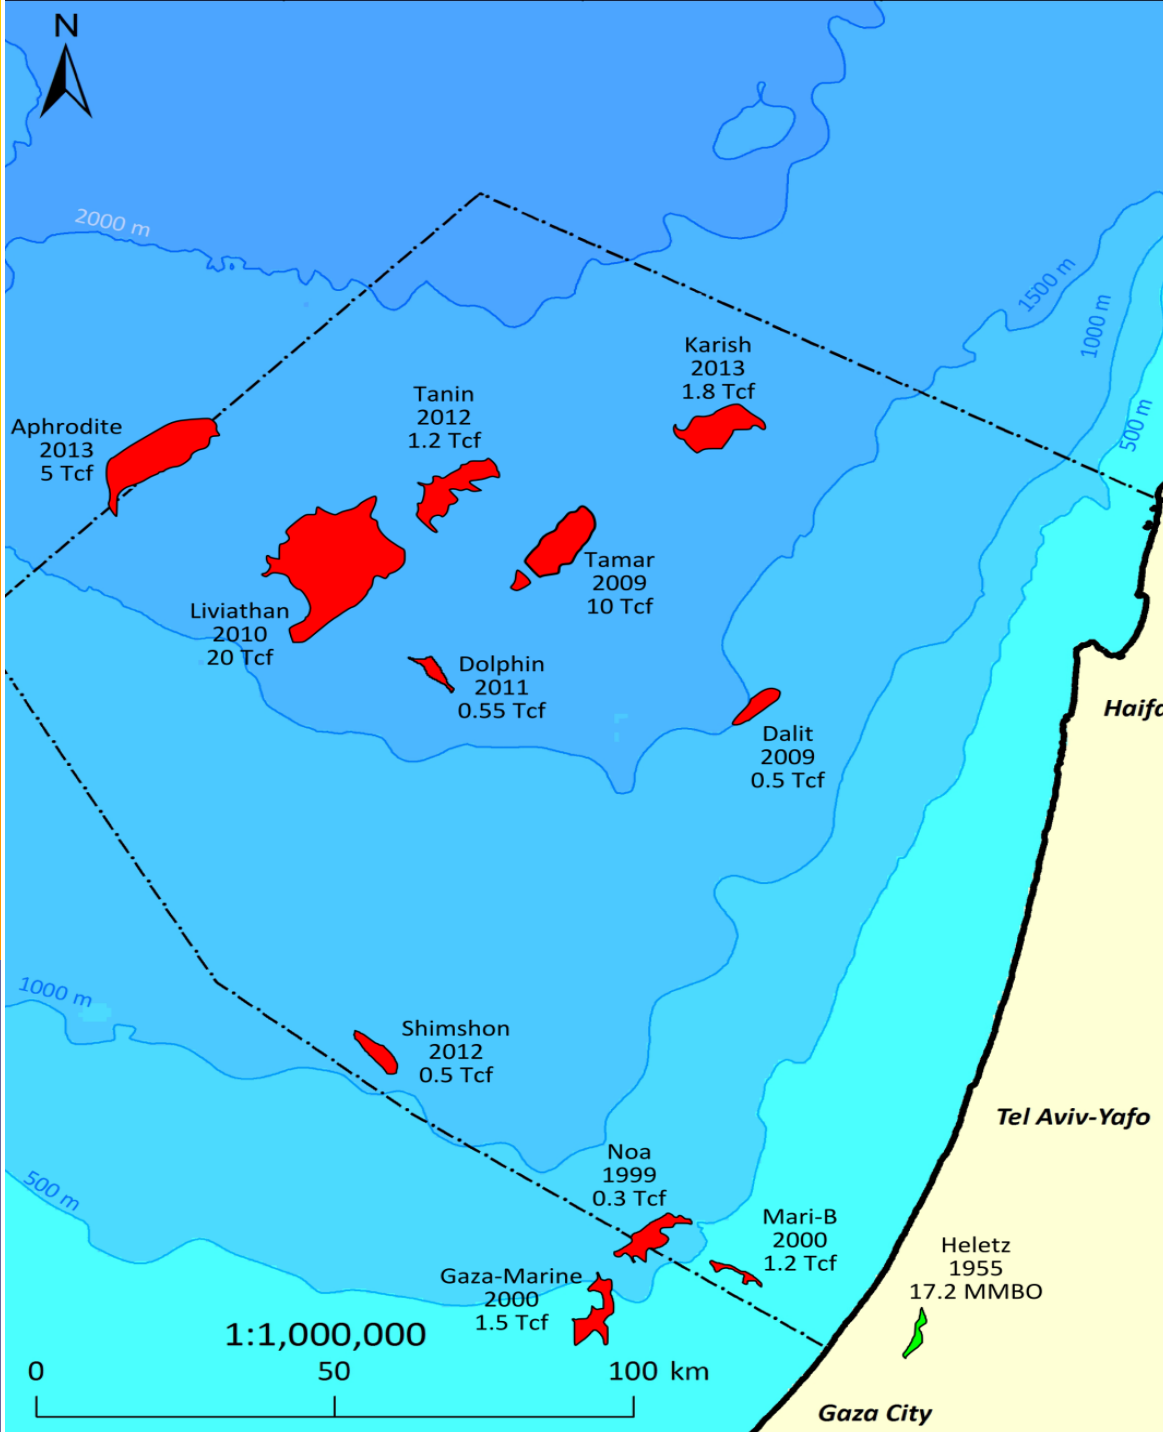 N
2000 m
1500 m
1000 m
500 m
Karish
2013
1.8 Tcf
Tanin
2012
1.2 Tcf
Aphrodite
2013
5 Tcf
Tamar
2009
10 Tcf
Liviathan
2010
20 Tcf
Dolphin
2011
0.55 Tcf
Haifa
Dalit
2009
0.5 Tcf
1000 m
Shimshon
2012
0.5 Tcf
Tel Aviv-Yafo
Noa
1999
0.3 Tcf
500 m
Mari-B
2000
1.2 Tcf
Heletz
1955
17.2 MMBO
Gaza-Marine
2000
1.5 Tcf
1:1,000,000
0 50 100 km
Gaza City